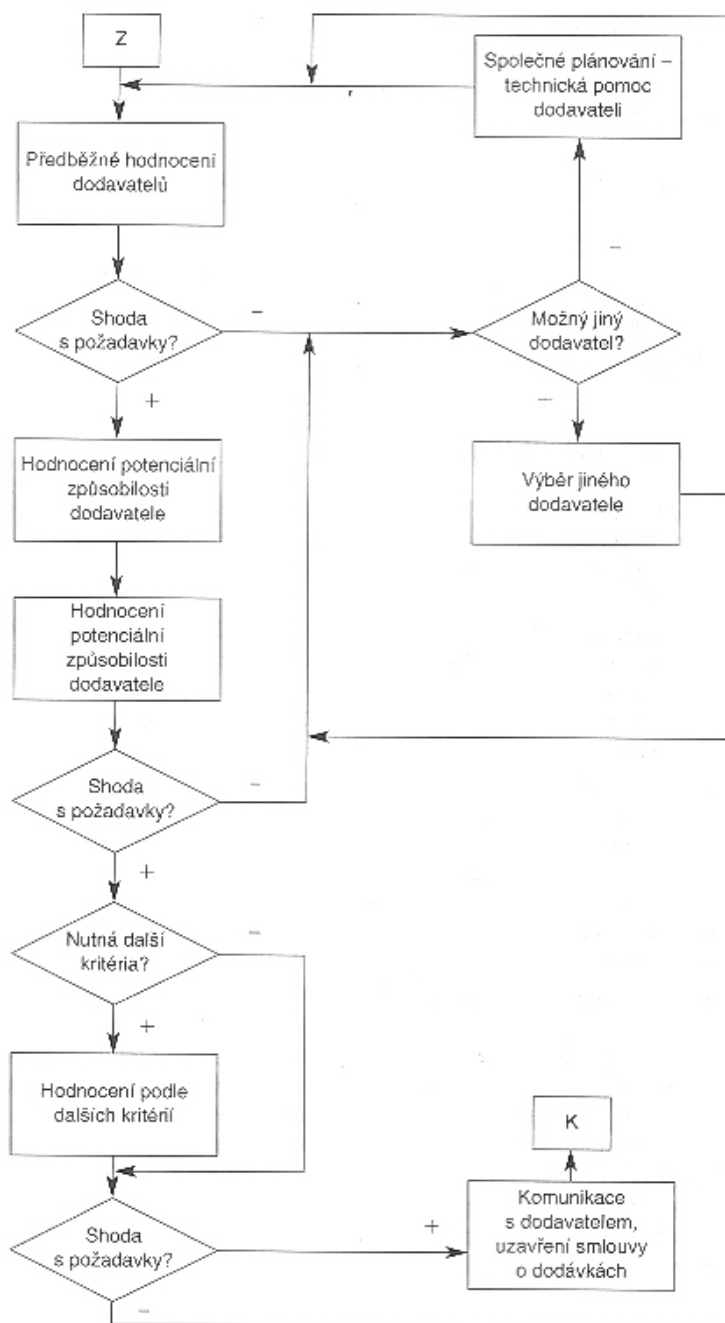 Z
Společné plánování –
technická pomoc
dodavateli
Předběžné hodnocení
dodavatelů
Shoda
s požadavky?
–
Možný jiný
dodavatel?
–
+
–
Hodnocení potenciální
způsobilosti
dodavatele
Výběr jiného
dodavatele
Hodnocení
potenciální
způsobilosti
dodavatele
Shoda
s požadavky?
–
+
Nutná další
kritéria?
–
+
Hodnocení podle
dalších kritérií
K
Shoda
s požadavky?
+
–
Komunikace
s dodavatelem,
uzavření smlouvy
o dodávkách